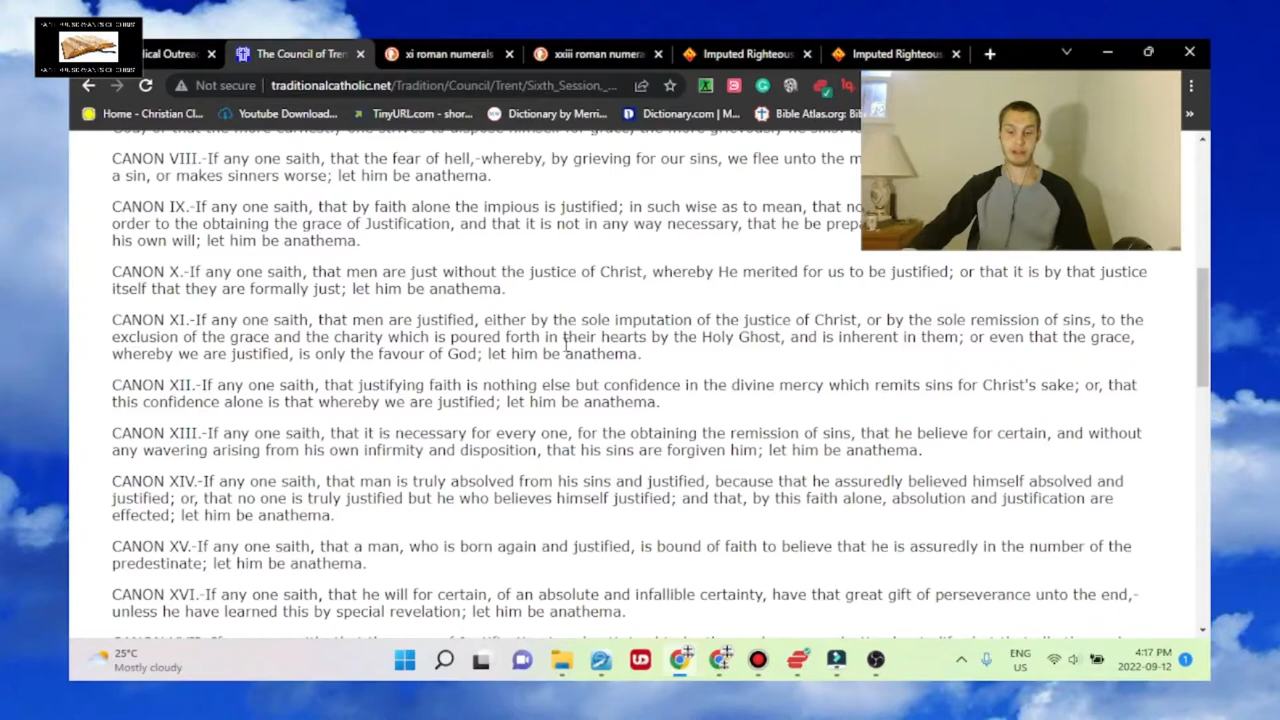 FAITHFUL SERVANTS OF CHRIST
FAITHFUL SERVANTS OF CHRIST
lical Outreac
The Council of Tren
xi roman numerals
xxiii roman numera
Imputed Righteous
Imputed Righteous
Not secure
traditionalcatholic.net/Tradition/Council/Trent/Sixth_Session,_...
Home - Christian Cl...
Youtube Download...
TinyURL.com - shor...
Dictionary by Merri...
Dictionary.com | M...
Bible Atlas.org: Bib
CANON VIII.-If any one saith, that the fear of hell,-whereby, by grieving for our sins, we flee unto the m
a sin, or makes sinners worse; let him be anathema.
CANON IX.-If any one saith, that by faith alone the impious is justified; in such wise as to mean, that no
order to the obtaining the grace of Justification, and that it is not in any way necessary, that he be prepa
his own will; let him be anathema.
CANON X.-If any one saith, that men are just without the justice of Christ, whereby He merited for us to be justified; or that it is by that justice
itself that they are formally just; let him be anathema.
CANON XI.-If any one saith, that men are justified, either by the sole imputation of the justice of Christ, or by the sole remission of sins, to the
exclusion of the grace and the charity which is poured forth in their hearts by the Holy Ghost, and is inherent in them; or even that the grace,
whereby we are justified, is only the favour of God; let him be anathema.
CANON XII.-If any one saith, that justifying faith is nothing else but confidence in the divine mercy which remits sins for Christ's sake; or, that
this confidence alone is that whereby we are justified; let him be anathema.
CANON XIII.-If any one saith, that it is necessary for every one, for the obtaining the remission of sins, that he believe for certain, and without
any wavering arising from his own infirmity and disposition, that his sins are forgiven him; let him be anathema.
CANON XIV.-If any one saith, that man is truly absolved from his sins and justified, because that he assuredly believed himself absolved and
justified; or, that no one is truly justified but he who believes himself justified; and that, by this faith alone, absolution and justification are
effected; let him be anathema.
CANON XV.-If any one saith, that a man, who is born again and justified, is bound of faith to believe that he is assuredly in the number of the
predestinate; let him be anathema.
CANON XVI.-If any one saith, that he will for certain, of an absolute and infallible certainty, have that great gift of perseverance unto the end,-
unless he have learned this by special revelation; let him be anathema.
25°C
Mostly cloudy
UD
ENG
US
4:17 PM
2022-09-12
1